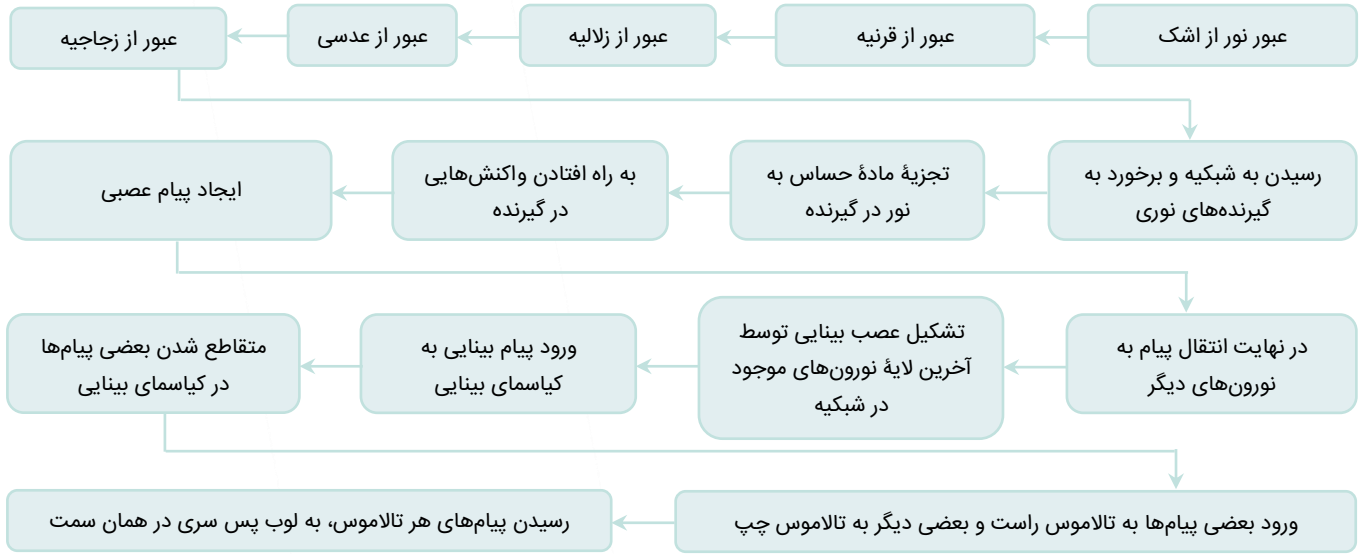 عبور نور از اشک
عبور از قرنیه
عبور از زلالیه
عبور از عدسی
عبور از زجاجیه
رسیدن به شبکیه و برخورد به
گیرنده‌های نوری
تجزیهٔ مادهٔ حساس به
نور در گیرنده
به راه افتادن واکنش‌هایی
در گیرنده
ایجاد پیام عصبی
در نهایت انتقال پیام به
نورون‌های دیگر
تشکیل عصب بینایی توسط
آخرین لایهٔ نورون‌های موجود
در شبکیه
ورود پیام بینایی به
کیاسمای بینایی
متقاطع شدن بعضی پیام‌ها
در کیاسمای بینایی
ورود بعضی پیام‌ها به تالاموس راست و بعضی دیگر به تالاموس چپ
رسیدن پیام‌های هر تالاموس، به لوب پس سری در همان سمت